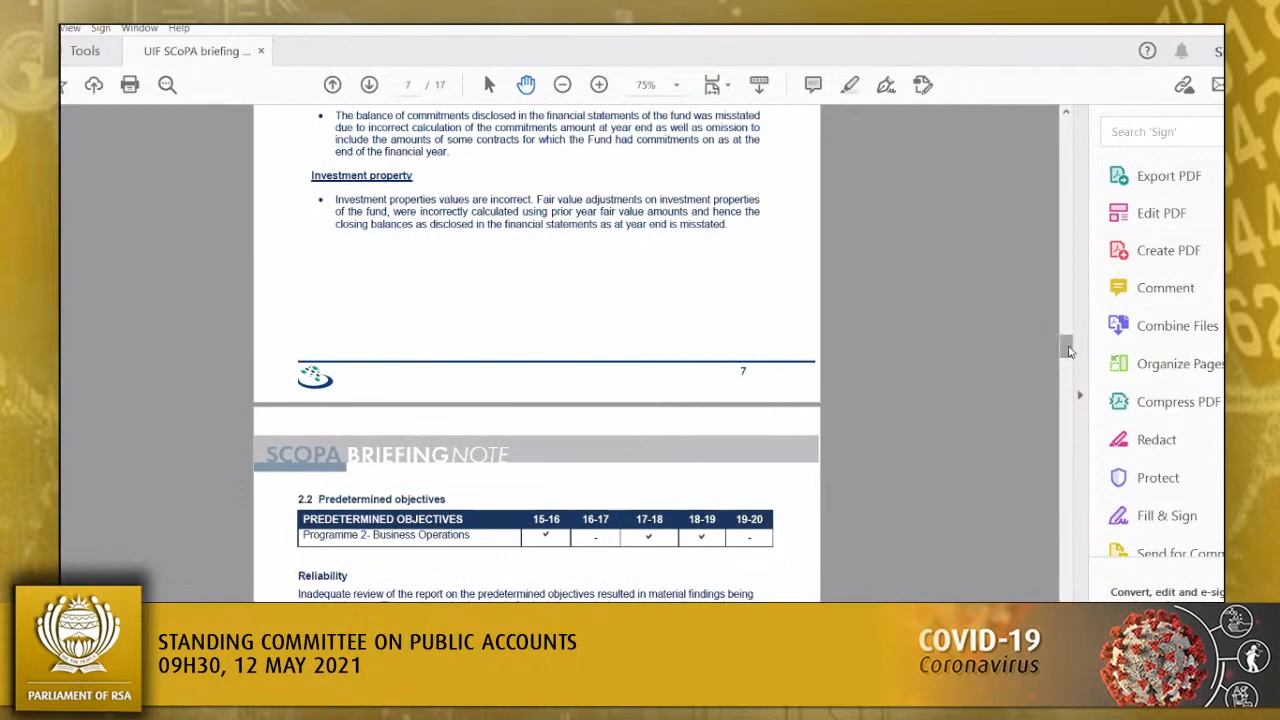 View Sign Window Help
Tools UIF SCoPA briefing ... ×
7 / 17 75%
• The balance of commitments disclosed in the financial statements of the fund was misstated
due to incorrect calculation of the commitments amount at year end as well as omission to
include the amounts of some contracts for which the Fund had commitments on as at the
end of the financial year.
Investment property
• Investment properties values are incorrect. Fair value adjustments on investment properties
of the fund, were incorrectly calculated using prior year fair value amounts and hence the
closing balances as disclosed in the financial statements as at year end is misstated.
7
SCOPA BRIEFINGNOTE
2.2 Predetermined objectives
PREDETERMINED OBJECTIVES 15-16 16-17 17-18 18-19 19-20
Programme 2- Business Operations ✓ - ✓ ✓ -
Reliability
Inadequate review of the report on the predetermined objectives resulted in material findings being
Search 'Sign'
Export PDF
Edit PDF
Create PDF
Comment
Combine Files
Organize Pages
Compress PDF
Redact
Protect
Fill & Sign
Send for Comm
Convert, edit and e-sig
STANDING COMMITTEE ON PUBLIC ACCOUNTS
09H30, 12 MAY 2021
PARLIAMENT OF RSA
COVID-19
Coronavirus